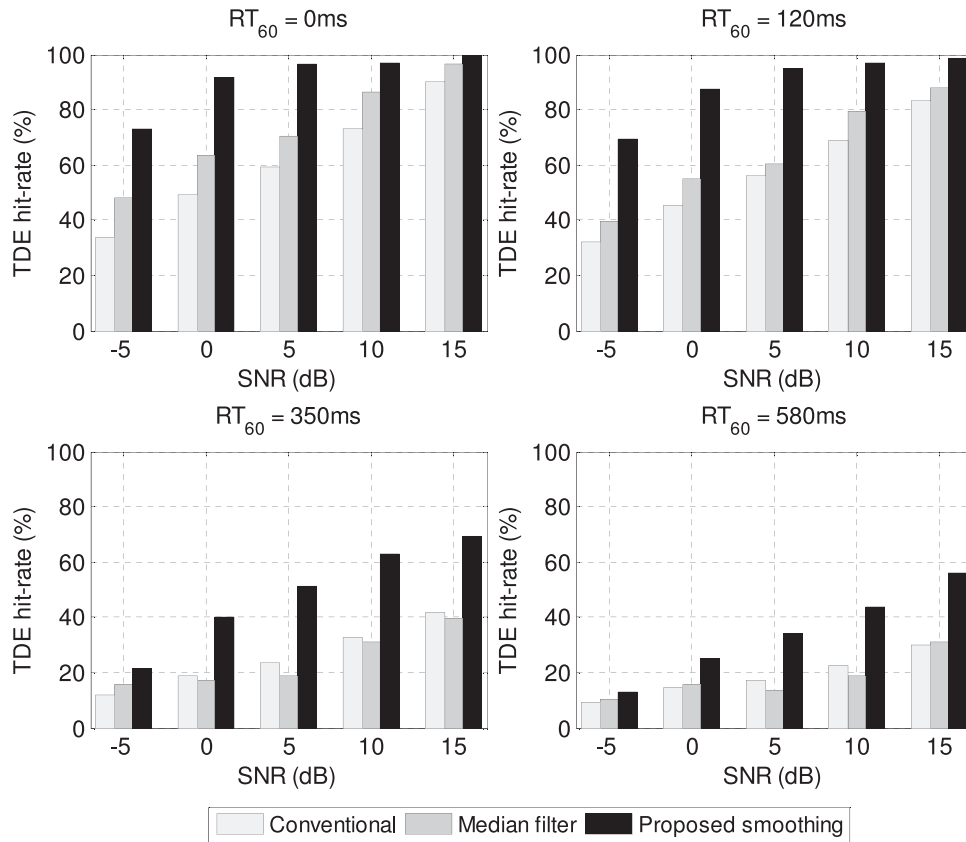 RT60 = 0ms
TDE hit-rate (%)
100
80
60
40
20
0
-5 0 5 10 15
SNR (dB)
RT60 = 120ms
TDE hit-rate (%)
100
80
60
40
20
0
-5 0 5 10 15
SNR (dB)
RT60 = 350ms
TDE hit-rate (%)
100
80
60
40
20
0
-5 0 5 10 15
SNR (dB)
RT60 = 580ms
TDE hit-rate (%)
100
80
60
40
20
0
-5 0 5 10 15
SNR (dB)
Conventional Median filter Proposed smoothing